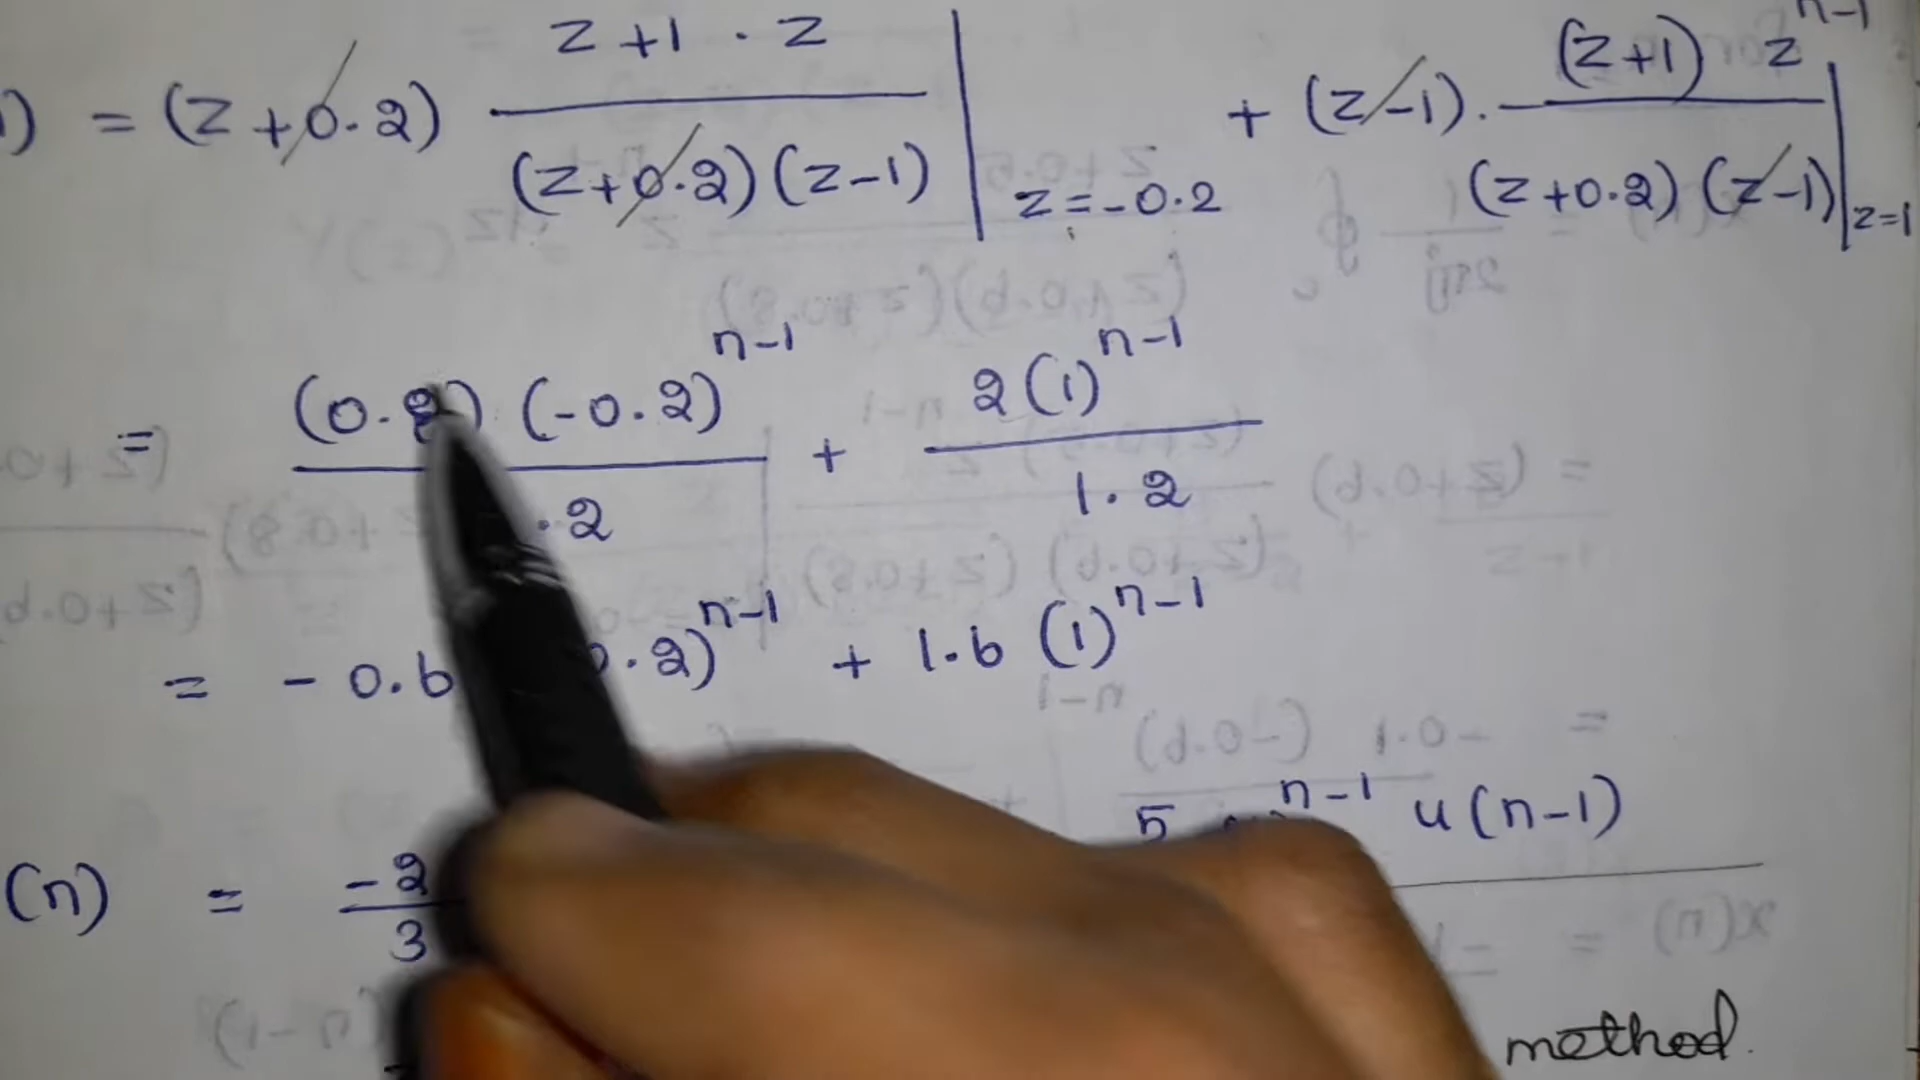 ) = (z+0.2) z+1 . z / (z+0.2)(z-1) | z=-0.2 + (z-1). (z+1) z^n-1 / (z+0.2)(z-1) | z=1
= (0.8) (-0.2)^n-1 / .2 + 2(1)^n-1 / 1.2
= -0.6 .2)^n-1 + 1.6 (1)^n-1
(n) = -2/3 5 n-1 u(n-1)
method.